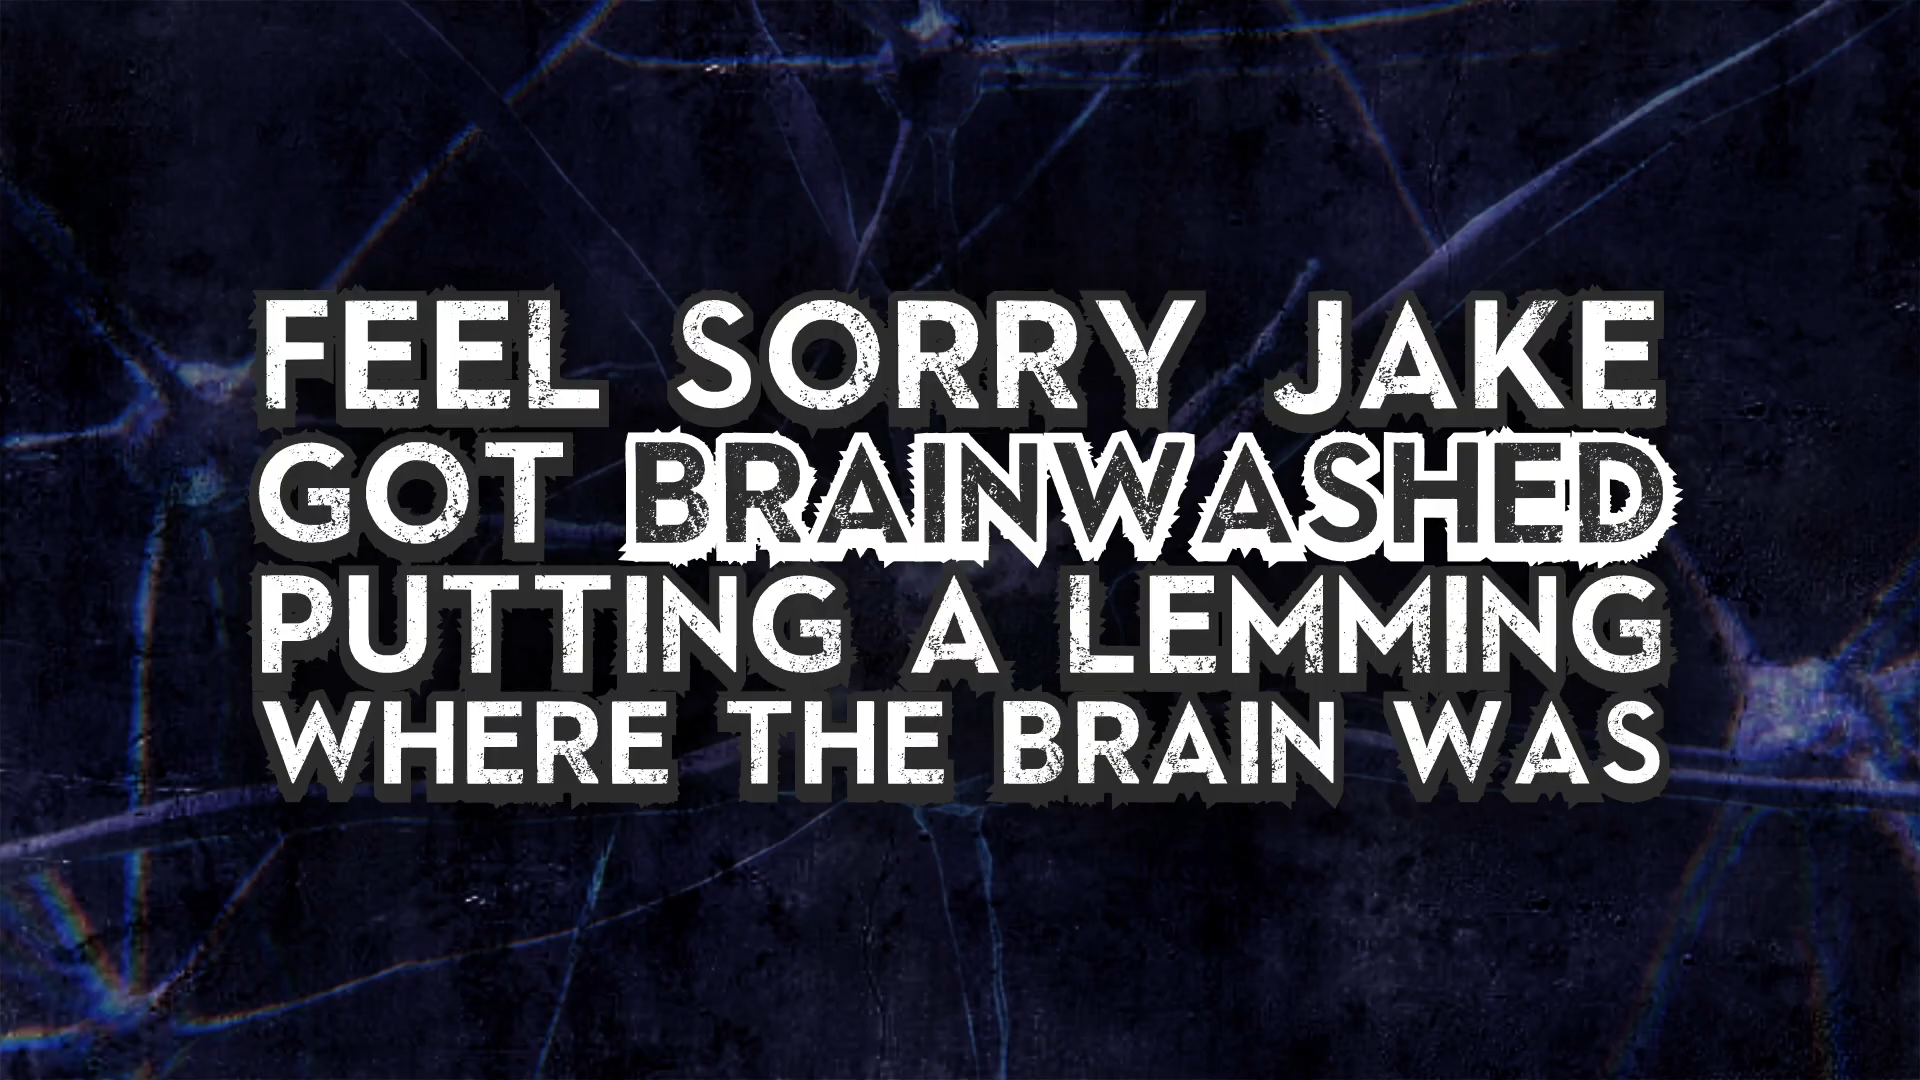 FEEL SORRY JAKE
GOT BRAINWASHED
PUTTING A LEMMING
WHERE THE BRAIN WAS